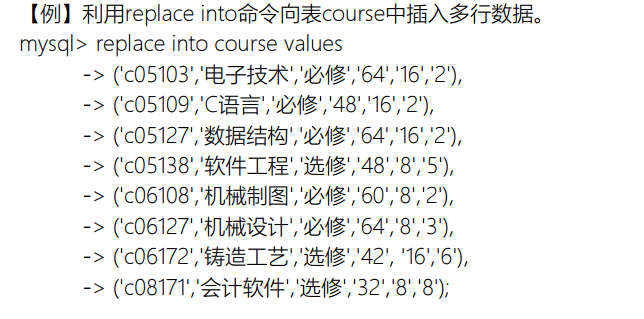 【例】利用replace into命令向表course中插入多行数据。
mysql> replace into course values
-> ('c05103','电子技术','必修','64','16','2'),
-> ('c05109','C语言','必修','48','16','2'),
-> ('c05127','数据结构','必修','64','16','2'),
-> ('c05138','软件工程','选修','48','8','5'),
-> ('c06108','机械制图','必修','60','8','2'),
-> ('c06127','机械设计','必修','64','8','3'),
-> ('c06172','铸造工艺','选修','42', '16','6'),
-> ('c08171','会计软件','选修','32','8','8');